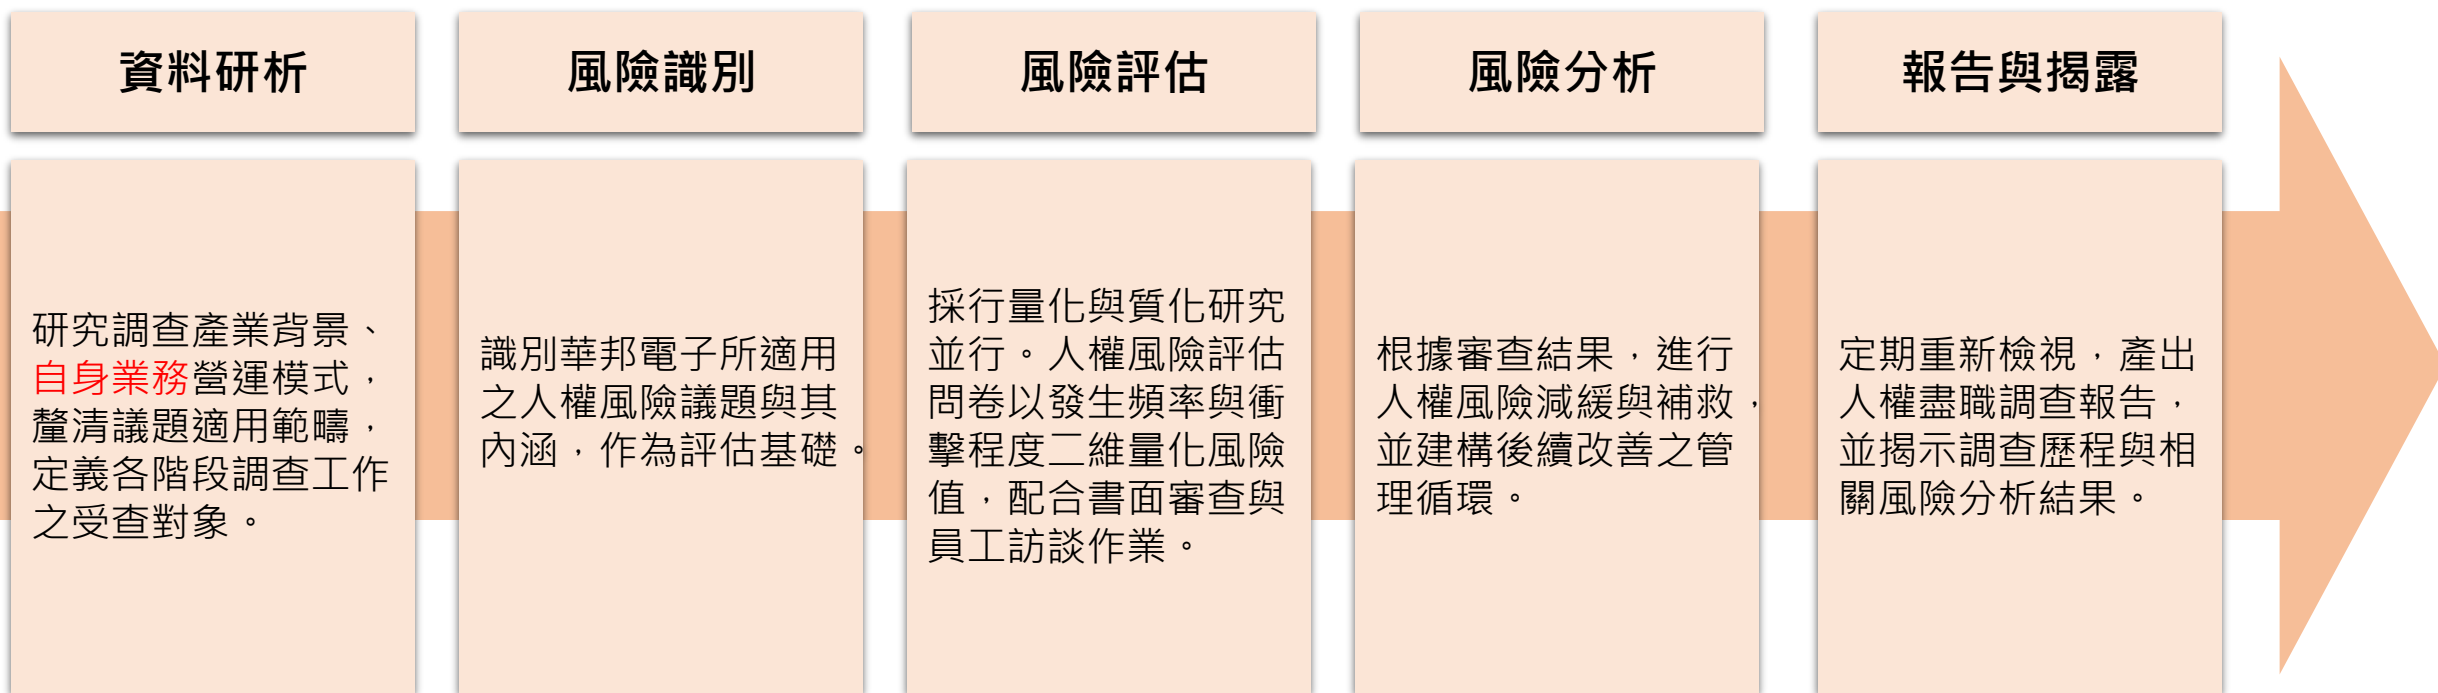 資料研析
研究調查產業背景、
自身業務營運模式，
釐清議題適用範疇，
定義各階段調查工作
之受查對象。
風險識別
識別華邦電子所適用
之人權風險議題與其
內涵，作為評估基礎。
風險評估
採行量化與質化研究
並行。人權風險評估
問卷以發生頻率與衝
擊程度二維量化風險
值，配合書面審查與
員工訪談作業。
風險分析
根據審查結果，進行
人權風險減緩與補救，
並建構後續改善之管
理循環。
報告與揭露
定期重新檢視，產出
人權盡職調查報告，
並揭示調查歷程與相
關風險分析結果。